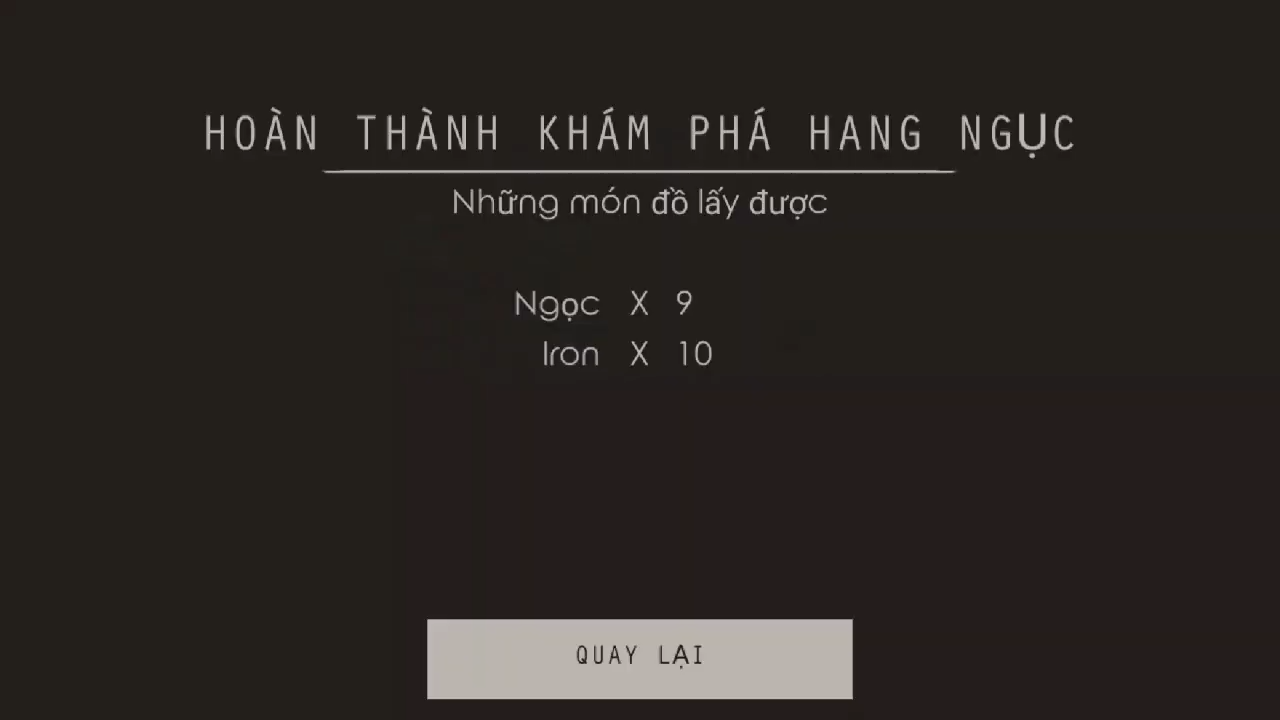 HOÀN THÀNH KHÁM PHÁ HANG NGỤC
Những món đồ lấy được
Ngọc X 9
Iron X 10
QUAY LẠI